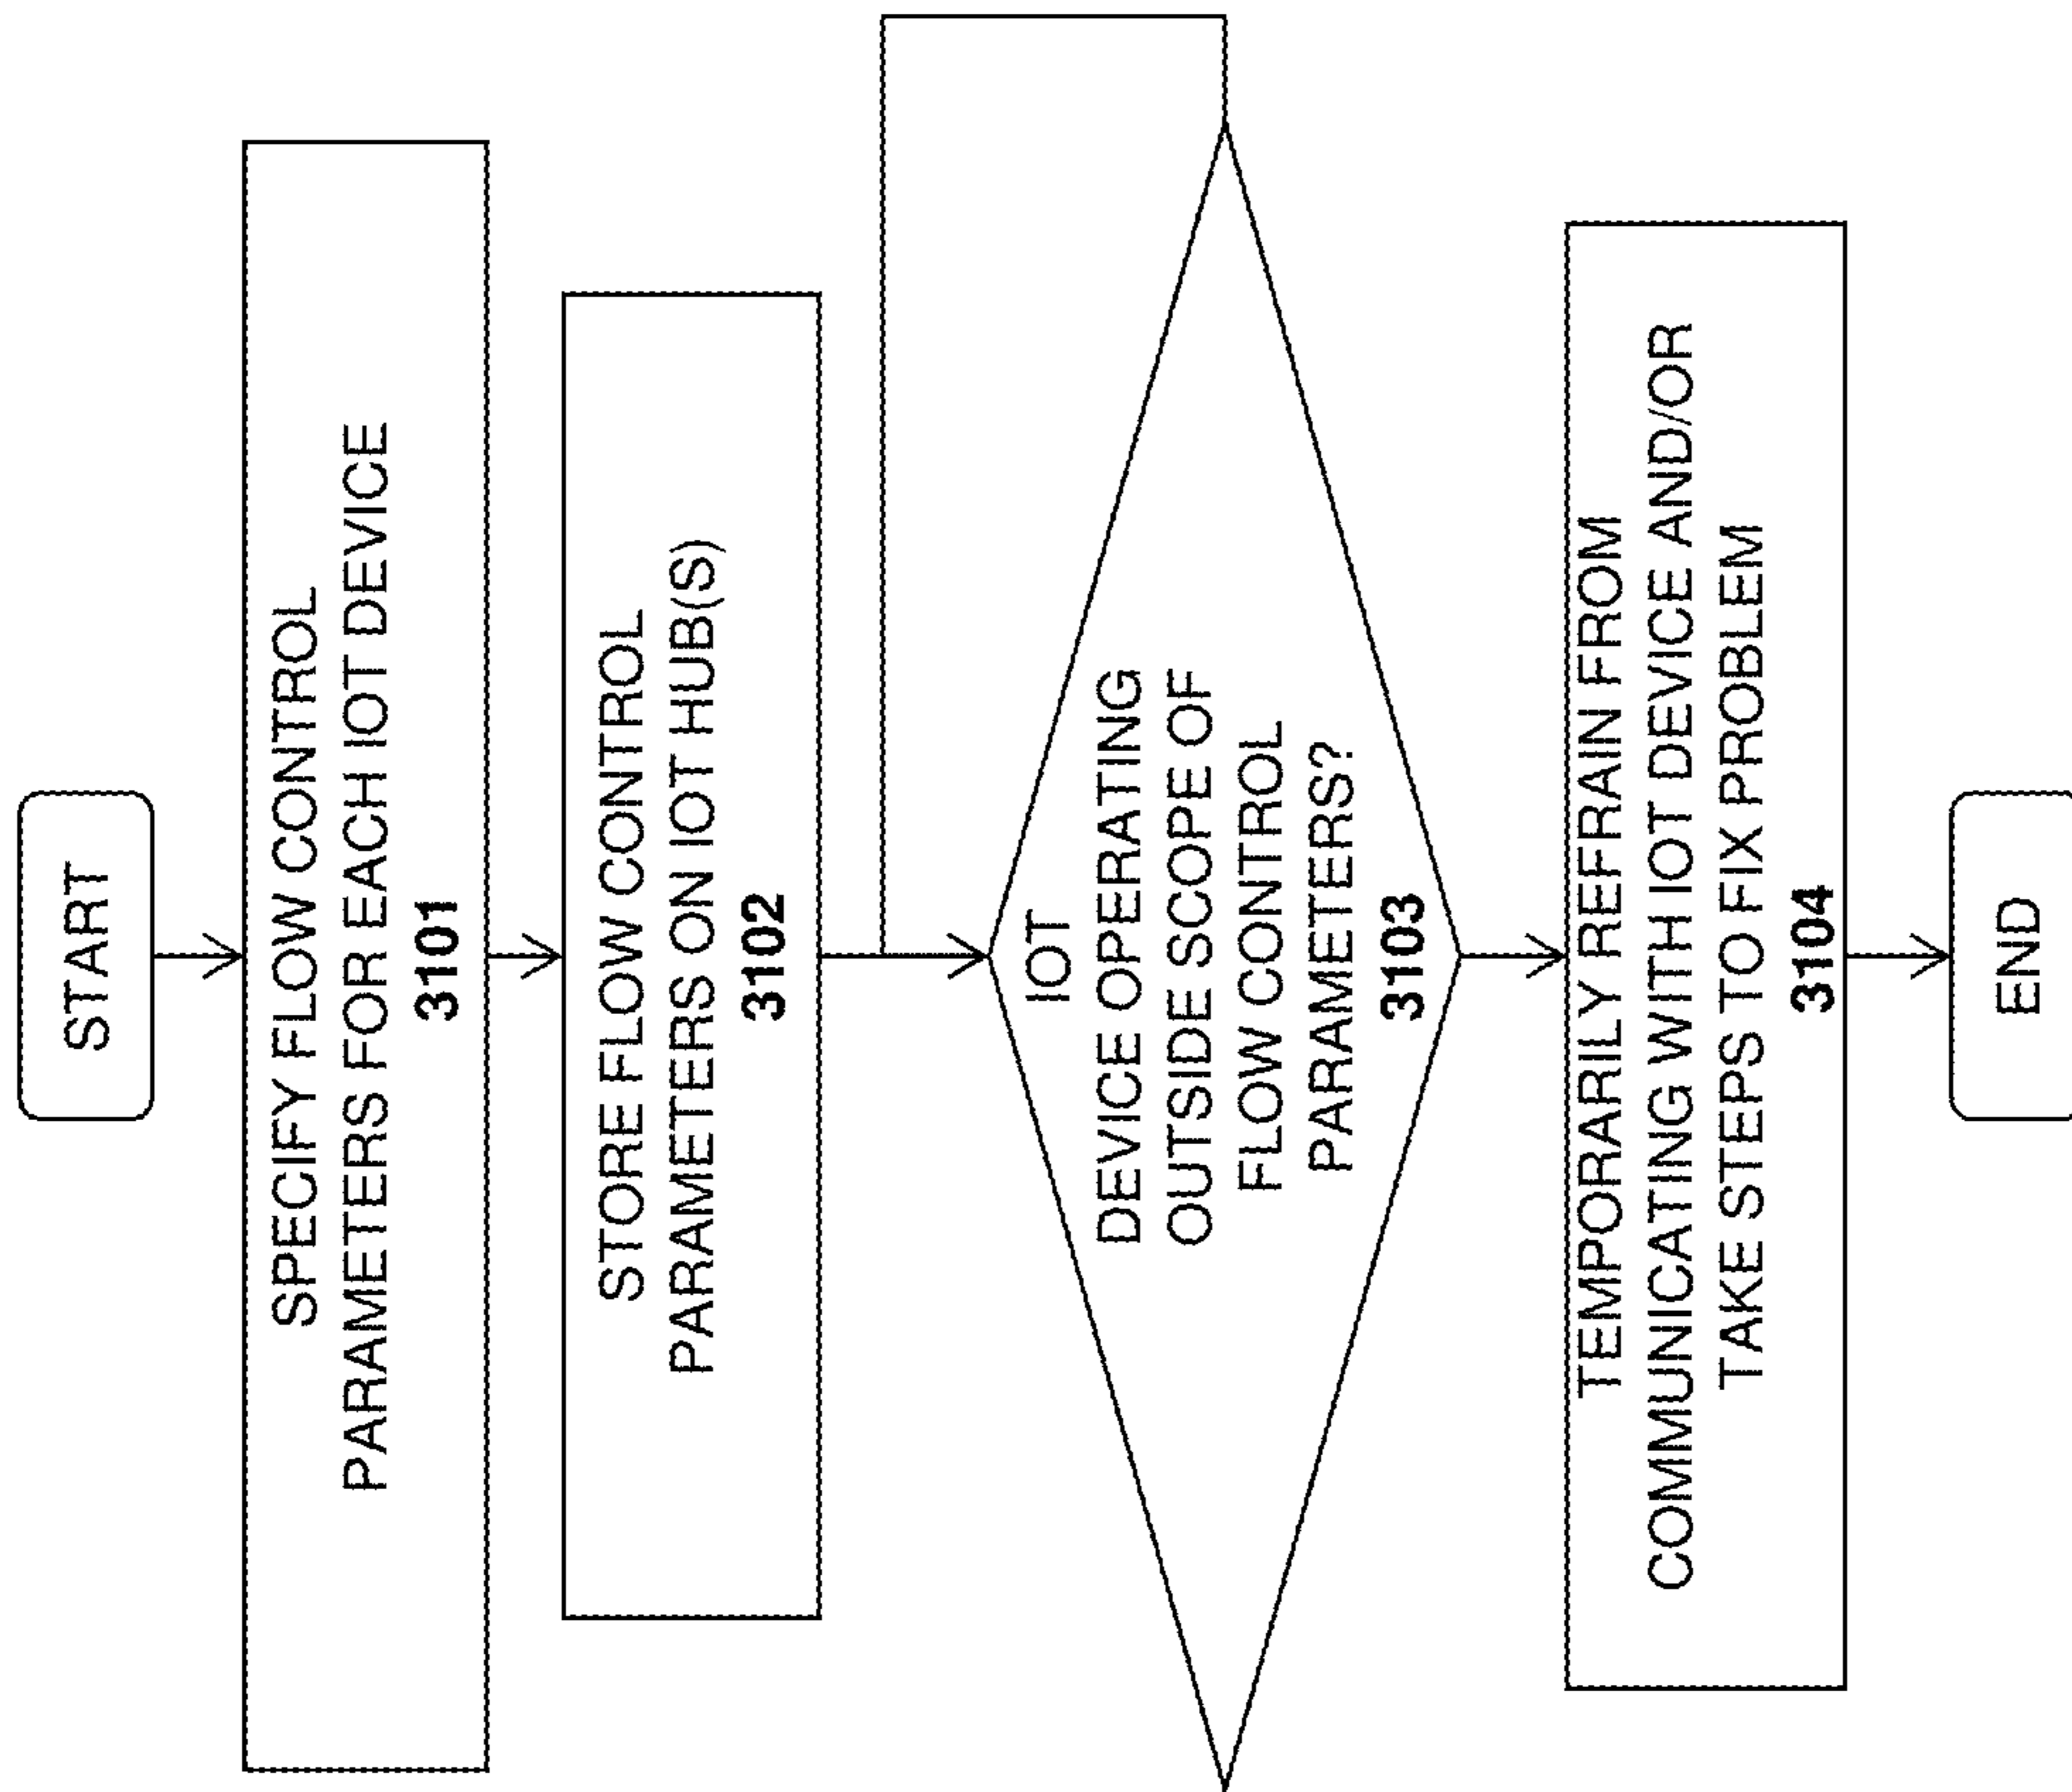 START
SPECIFY FLOW CONTROL
PARAMETERS FOR EACH IOT DEVICE
3101
STORE FLOW CONTROL
PARAMETERS ON IOT HUB(S)
3102
IOT
DEVICE OPERATING
OUTSIDE SCOPE OF
FLOW CONTROL
PARAMETERS?
3103
TEMPORARILY REFRAIN FROM
COMMUNICATING WITH IOT DEVICE AND/OR
TAKE STEPS TO FIX PROBLEM
3104
END